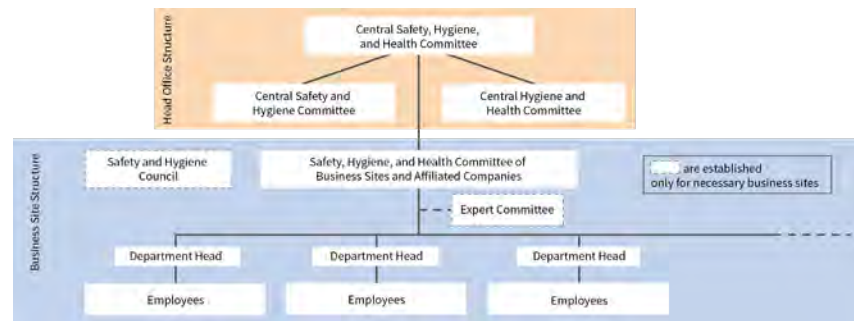 Head Office Structure
Central Safety, Hygiene,
and Health Committee
Central Safety and
Hygiene Committee
Central Hygiene and
Health Committee
Business Site Structure
Safety and Hygiene
Council
Safety, Hygiene, and Health Committee of
Business Sites and Affiliated Companies
are established
only for necessary business sites
Expert Committee
Department Head
Department Head
Department Head
Employees
Employees
Employees